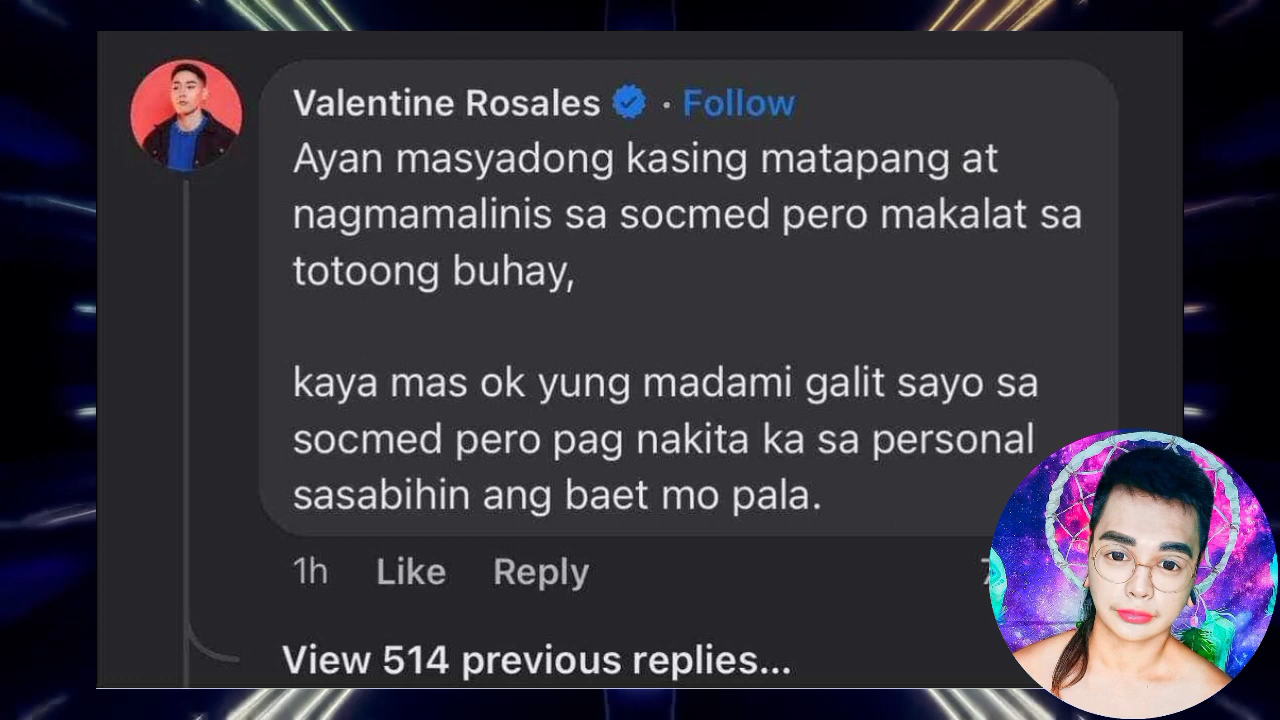 Valentine Rosales · Follow
Ayan masyadong kasing matapang at
nagmamalinis sa socmed pero makalat sa
totoong buhay,
kaya mas ok yung madami galit sayo sa
socmed pero pag nakita ka sa personal
sasabihin ang baet mo pala.
1h Like Reply
View 514 previous replies...